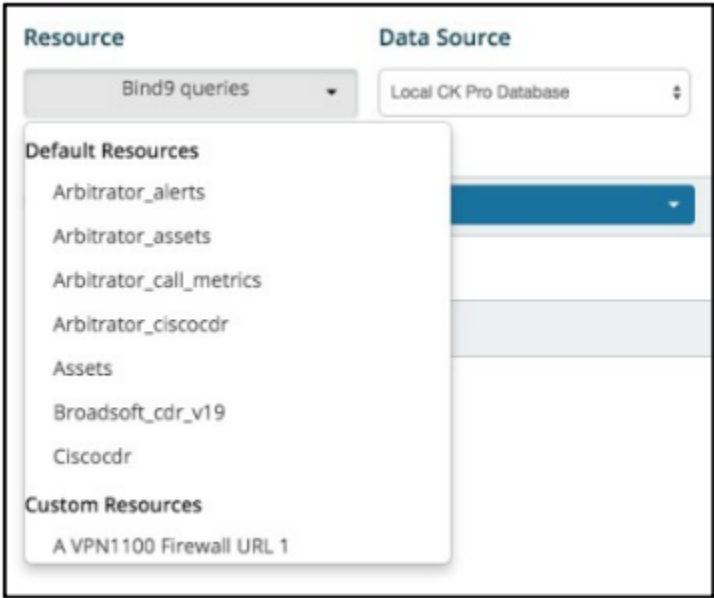 Resource
Data Source
Bind9 queries
Local CK Pro Database
Default Resources
Arbitrator_alerts
Arbitrator_assets
Arbitrator_call_metrics
Arbitrator_ciscocdr
Assets
Broadsoft_cdr_v19
Ciscocdr
Custom Resources
A VPN1100 Firewall URL 1